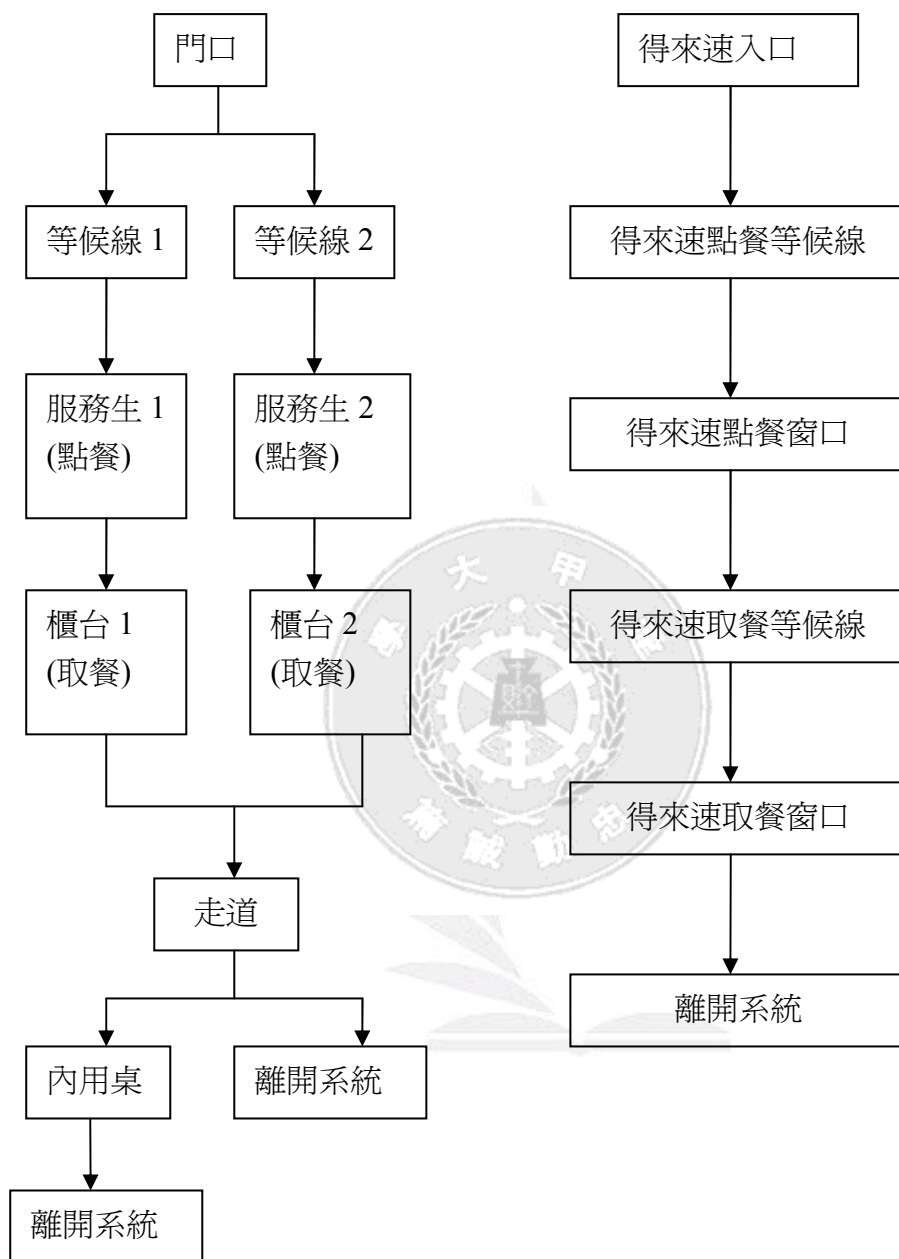 門口
等候線 1
等候線 2
服務生 1
(點餐)
服務生 2
(點餐)
櫃台 1
(取餐)
櫃台 2
(取餐)
走道
內用桌
離開系統
離開系統
得來速入口
得來速點餐等候線
得來速點餐窗口
得來速取餐等候線
得來速取餐窗口
離開系統
大
甲
誠
勤